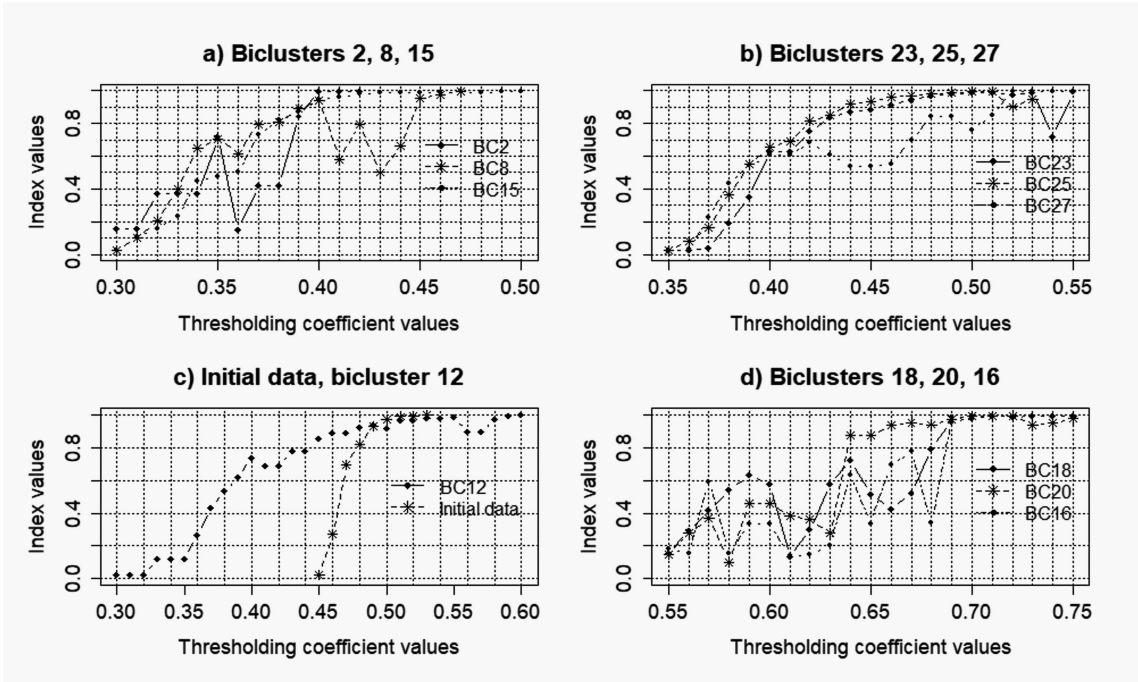 a) Biclusters 2, 8, 15
Index values
0.0 0.4 0.8
BC2
BC8
BC15
0.30 0.35 0.40 0.45 0.50
Thresholding coefficient values
b) Biclusters 23, 25, 27
Index values
0.0 0.4 0.8
BC23
BC25
BC27
0.35 0.40 0.45 0.50 0.55
Thresholding coefficient values
c) Initial data, bicluster 12
Index values
0.0 0.4 0.8
BC12
Initial data
0.30 0.35 0.40 0.45 0.50 0.55 0.60
Thresholding coefficient values
d) Biclusters 18, 20, 16
Index values
0.0 0.4 0.8
BC18
BC20
BC16
0.55 0.60 0.65 0.70 0.75
Thresholding coefficient values